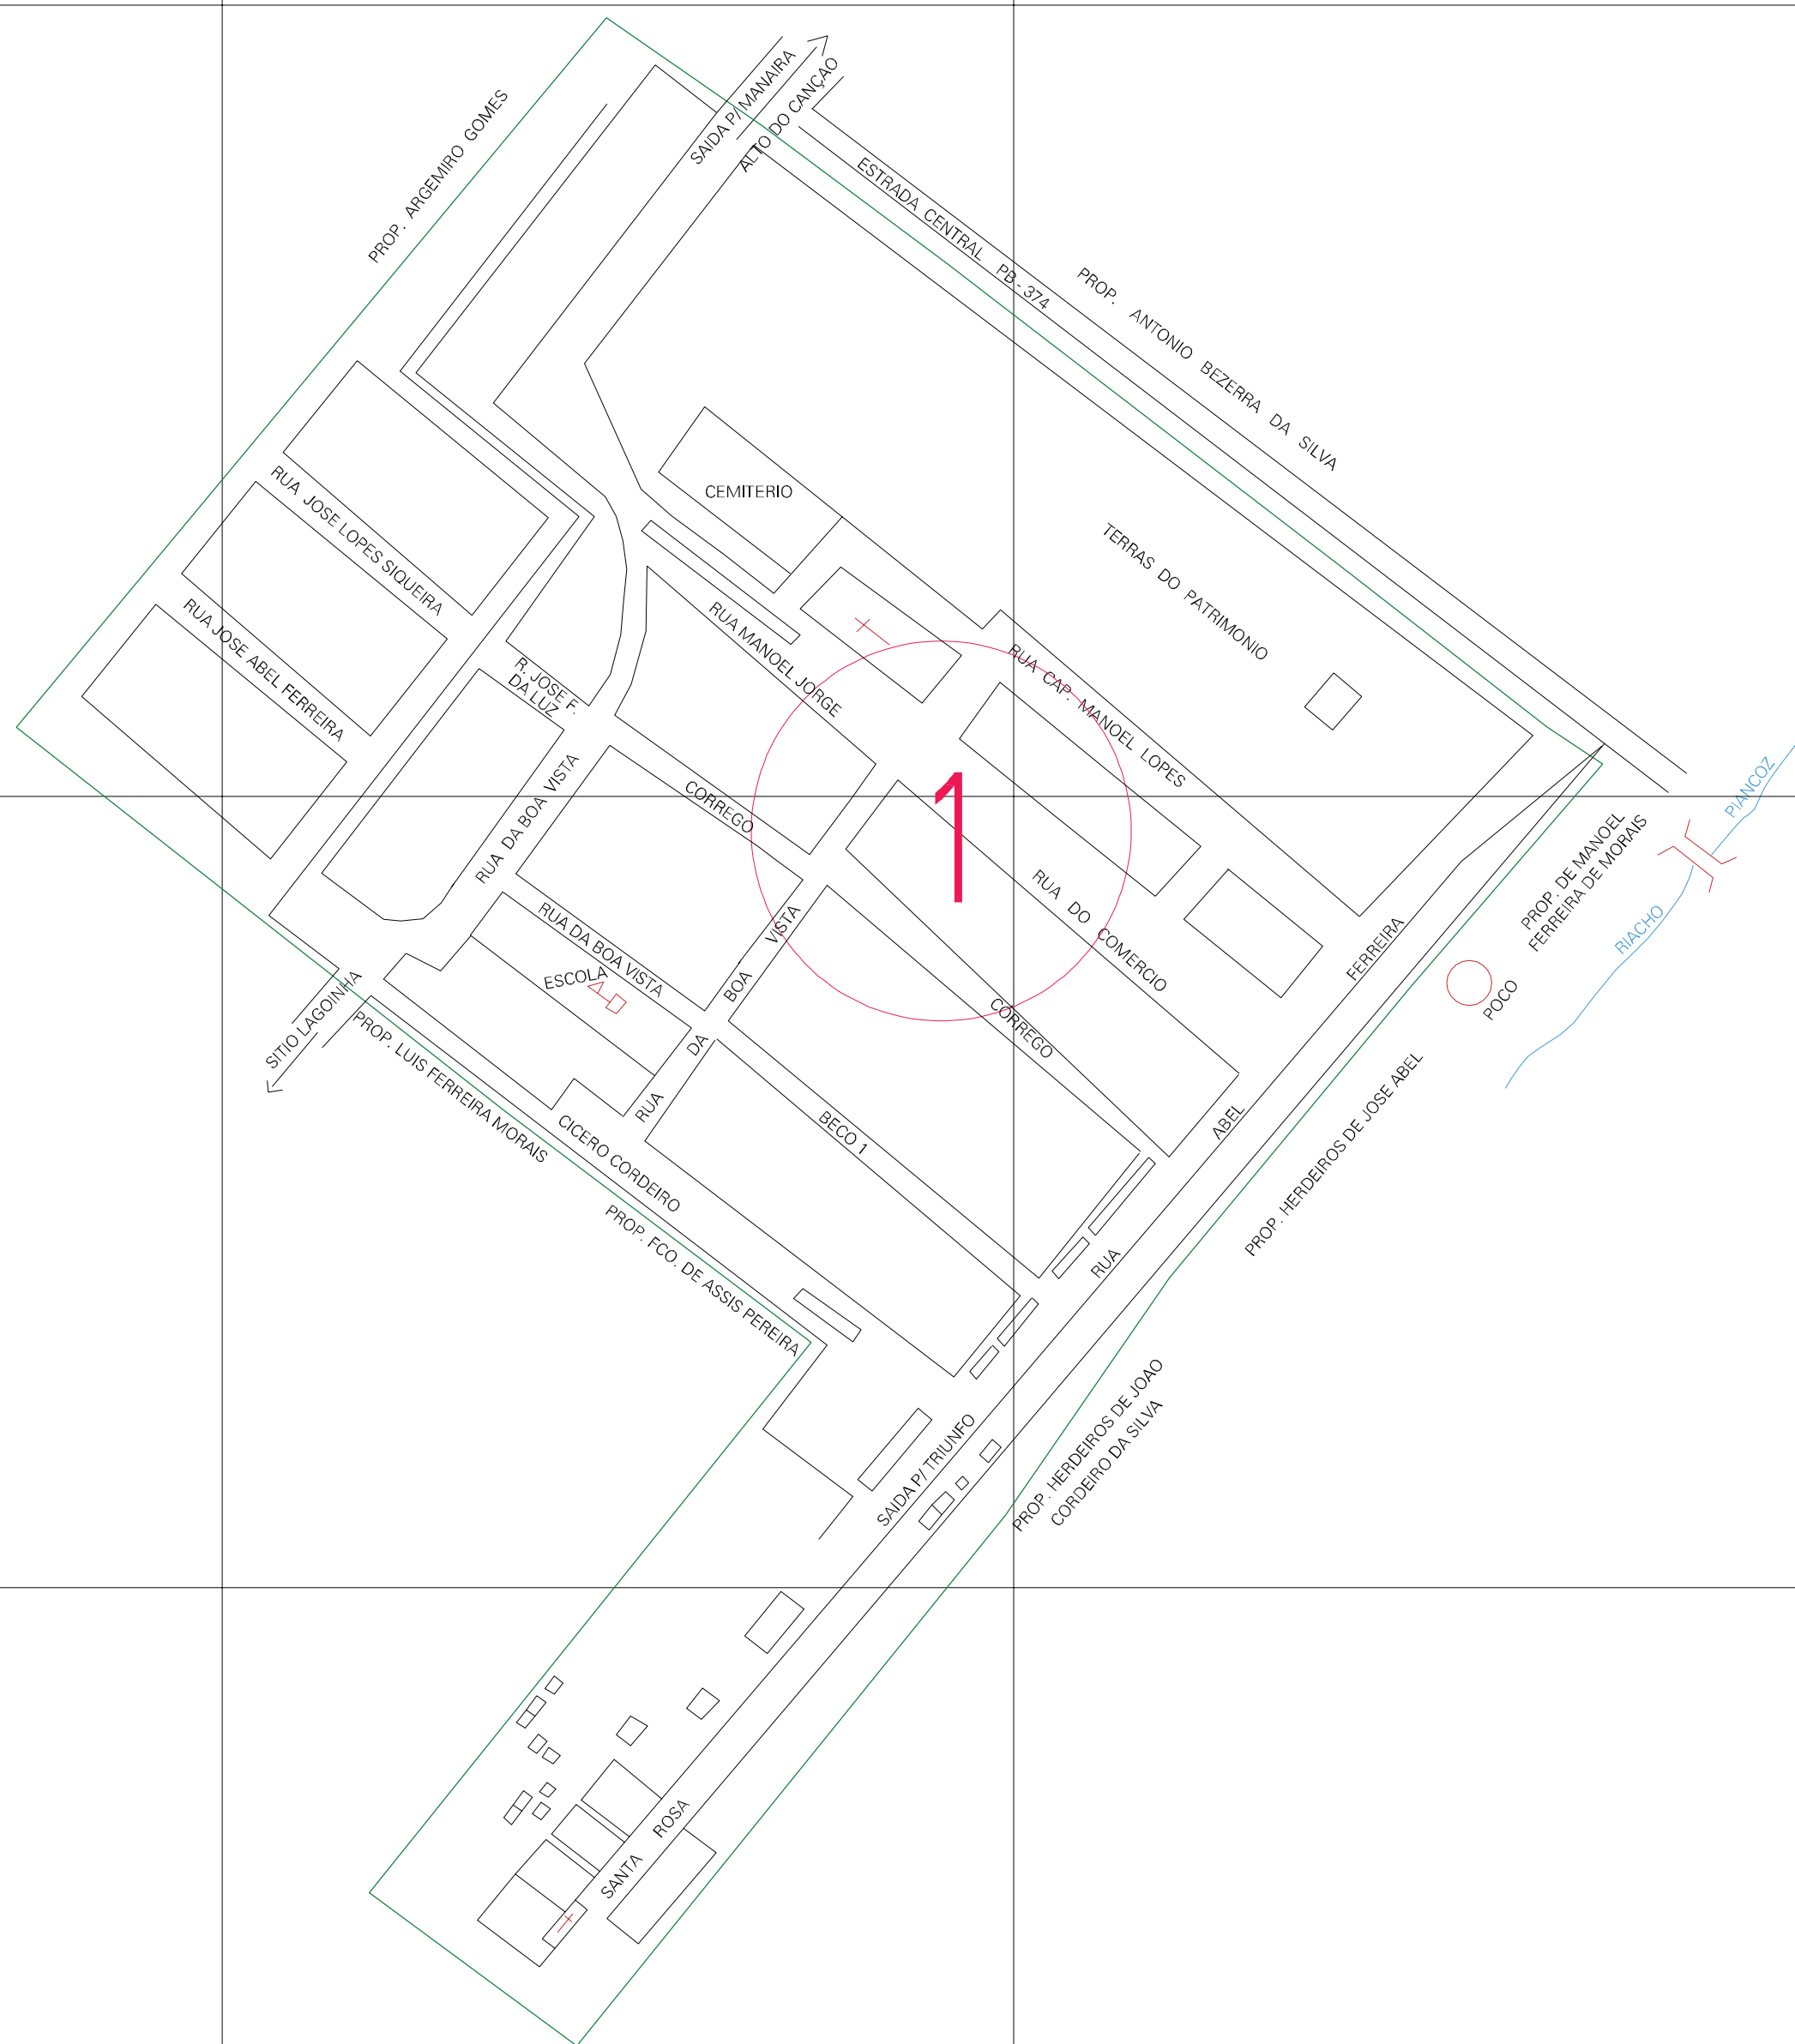 SAIDA P/ MANAIRA
ALTO DO CANÇAO
PROP. ARGEMIRO GOMES
ESTRADA CENTRAL PB-374
PROP. ANTONIO BEZERRA DA SILVA
CEMITERIO
TERRAS DO PATRIMONIO
RUA JOSE LOPES SIQUEIRA
RUA JOSE ABEL FERREIRA
RUA MANOEL JORGE
RUA CAP. MANOEL LOPES
R. JOSE F.
DA LUZ
RUA DA BOA VISTA
CORREGO
1
PIANCOZ
PROP. DE MANOEL
FERREIRA DE MORAIS
RIACHO
RUA DO COMERCIO
RUA DA BOA VISTA
ESCOLA
RUA DA BOA VISTA
CORREGO
RUA ABEL FERREIRA
POCO
SITIO LAGOINHA
PROP. LUIS FERREIRA MORAIS
CICERO CORDEIRO
BECO 1
PROP. HERDEIROS DE JOSE ABEL
PROP. FCO. DE ASSIS PEREIRA
SAIDA P/ TRIUNFO
PROP. HERDEIROS DE JOAO
CORDEIRO DA SILVA
SANTA ROSA